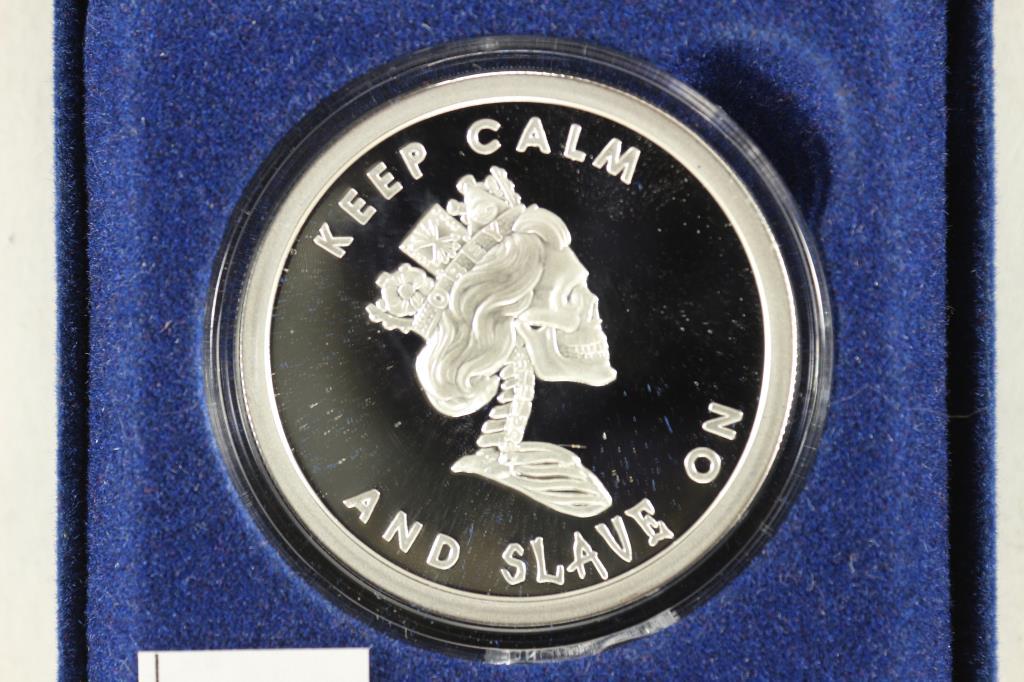 KEEP CALM
AND SLAVE ON